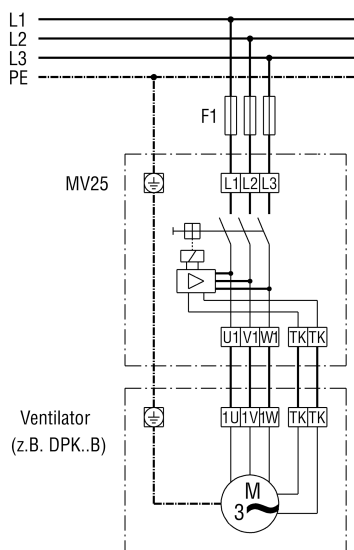 L1
L2
L3
PE
F1
MV25
L1 L2 L3
U1 V1 W1 TK TK
Ventilator
(z.B. DPK..B)
1U 1V 1W TK TK
M
3